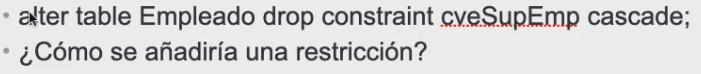 • alter table Empleado drop constraint cveSupEmp cascade;
• ¿Cómo se añadiría una restricción?